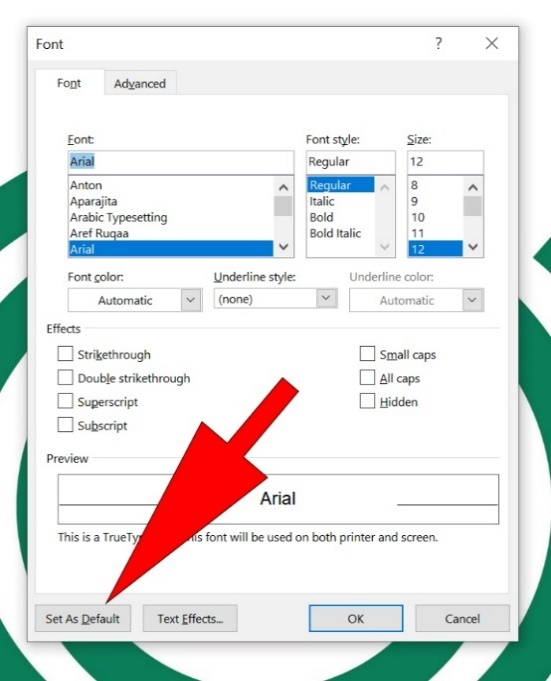 Font ? ×
Font Advanced
Font: Font style: Size:
Arial Regular 12
Anton Regular 8
Aparajita Italic 9
Arabic Typesetting Bold 10
Aref Ruqaa Bold Italic 11
Arial 12
Font color: Underline style: Underline color:
Automatic (none) Automatic
Effects
Strikethrough Small caps
Double strikethrough All caps
Superscript Hidden
Subscript
Preview
Arial
This is a font will be used on both printer and screen.
Set As Default Text Effects... OK Cancel